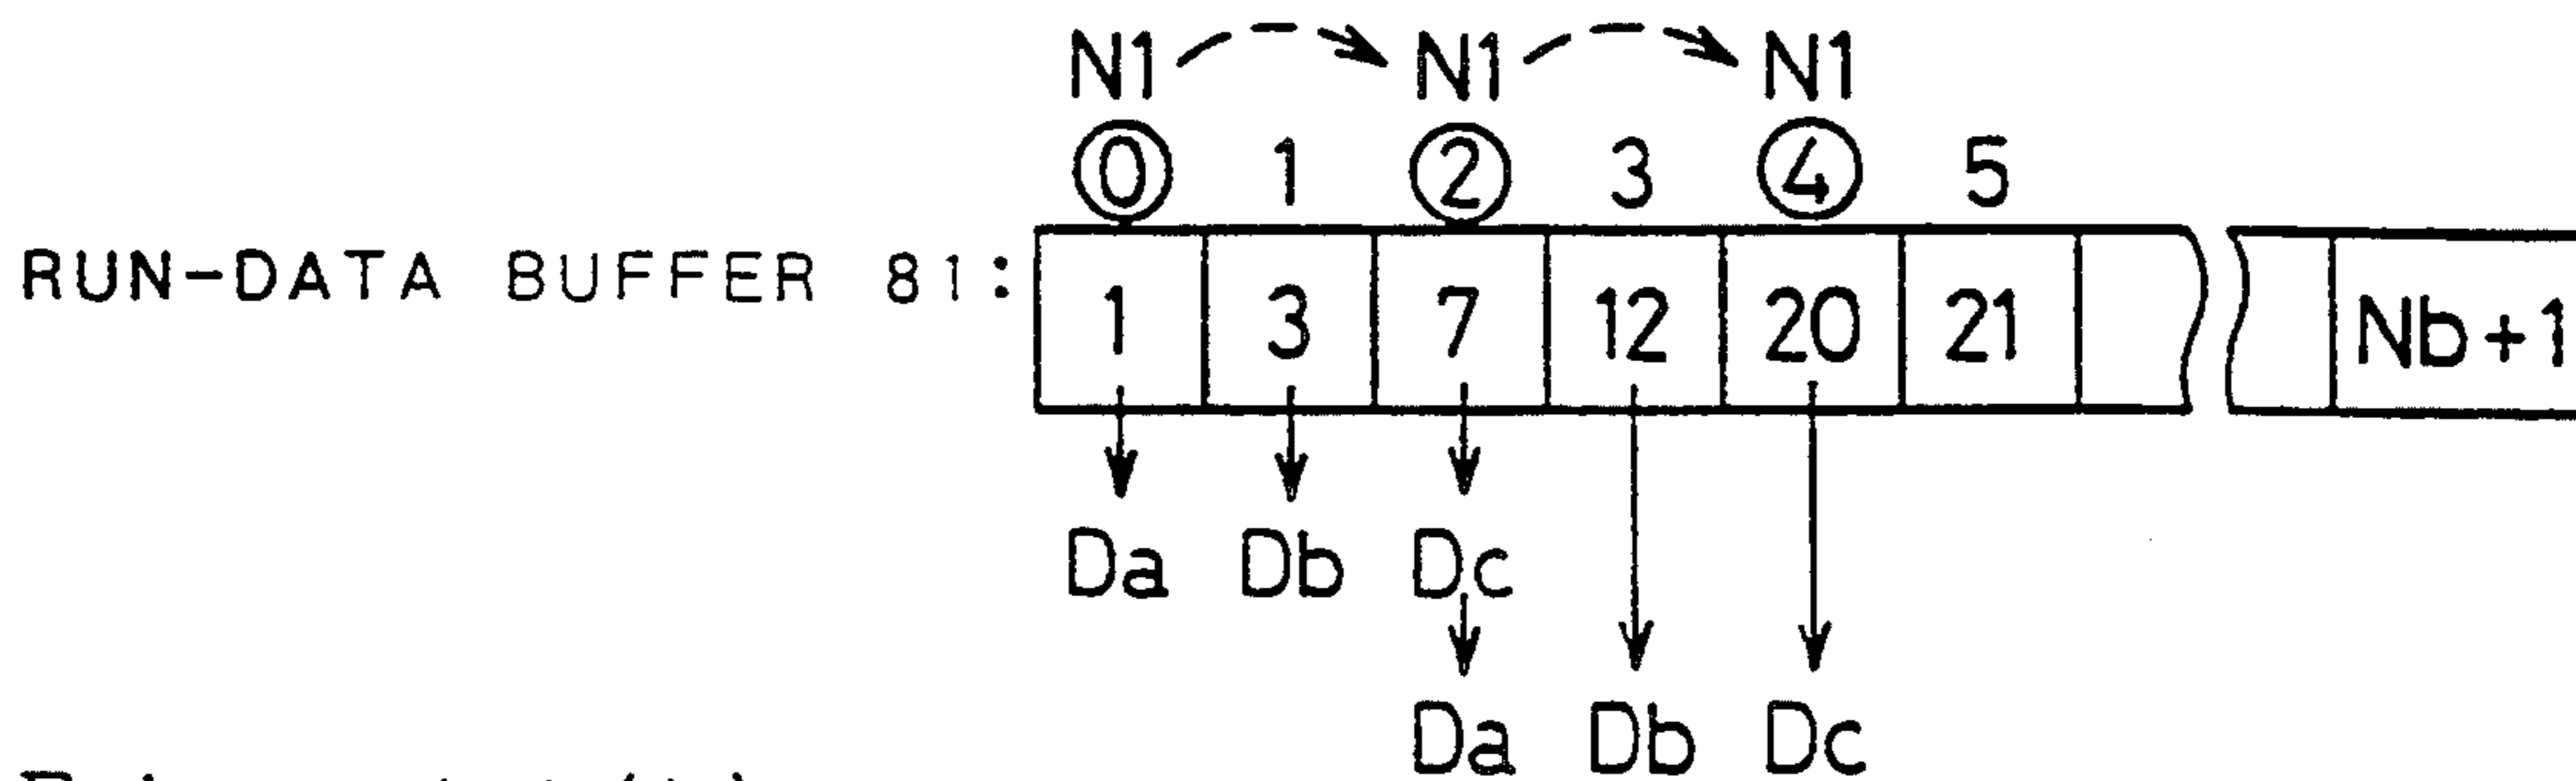 N1 N1 N1
0 1 2 3 4 5
RUN-DATA BUFFER 81: 1 3 7 12 20 21 Nb+1
Da Db Dc
Da Db Dc